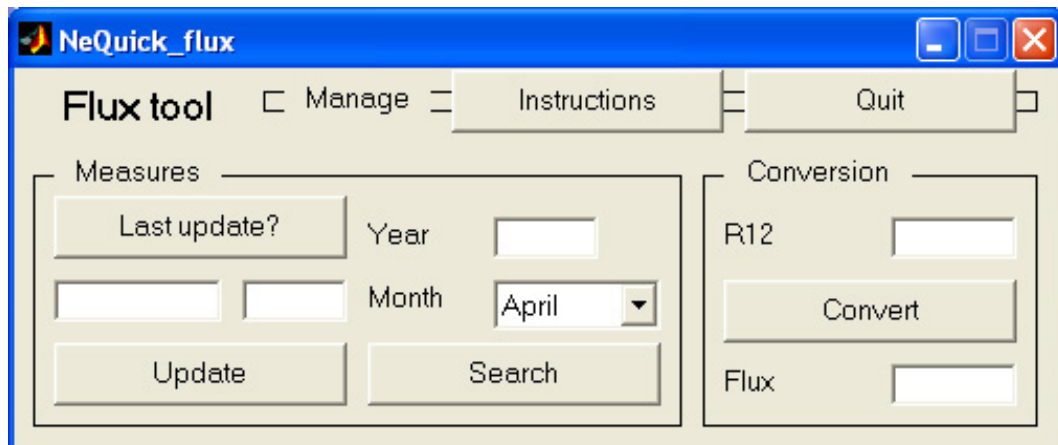 NeQuick_flux
Flux tool Manage Instructions Quit
Measures Conversion
Last update? Year R12
Month April Convert
Update Search Flux